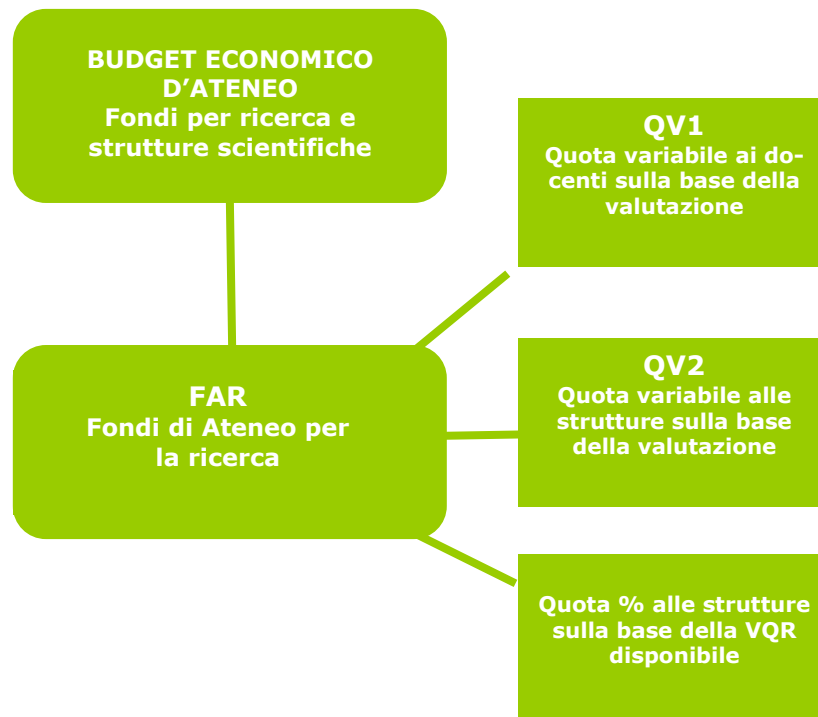 BUDGET ECONOMICO
D’ATENEO
Fondi per ricerca e
strutture scientifiche
QV1
Quota variabile ai do-
centi sulla base della
valutazione
FAR
Fondi di Ateneo per
la ricerca
QV2
Quota variabile alle
strutture sulla base
della valutazione
Quota % alle strutture
sulla base della VQR
disponibile